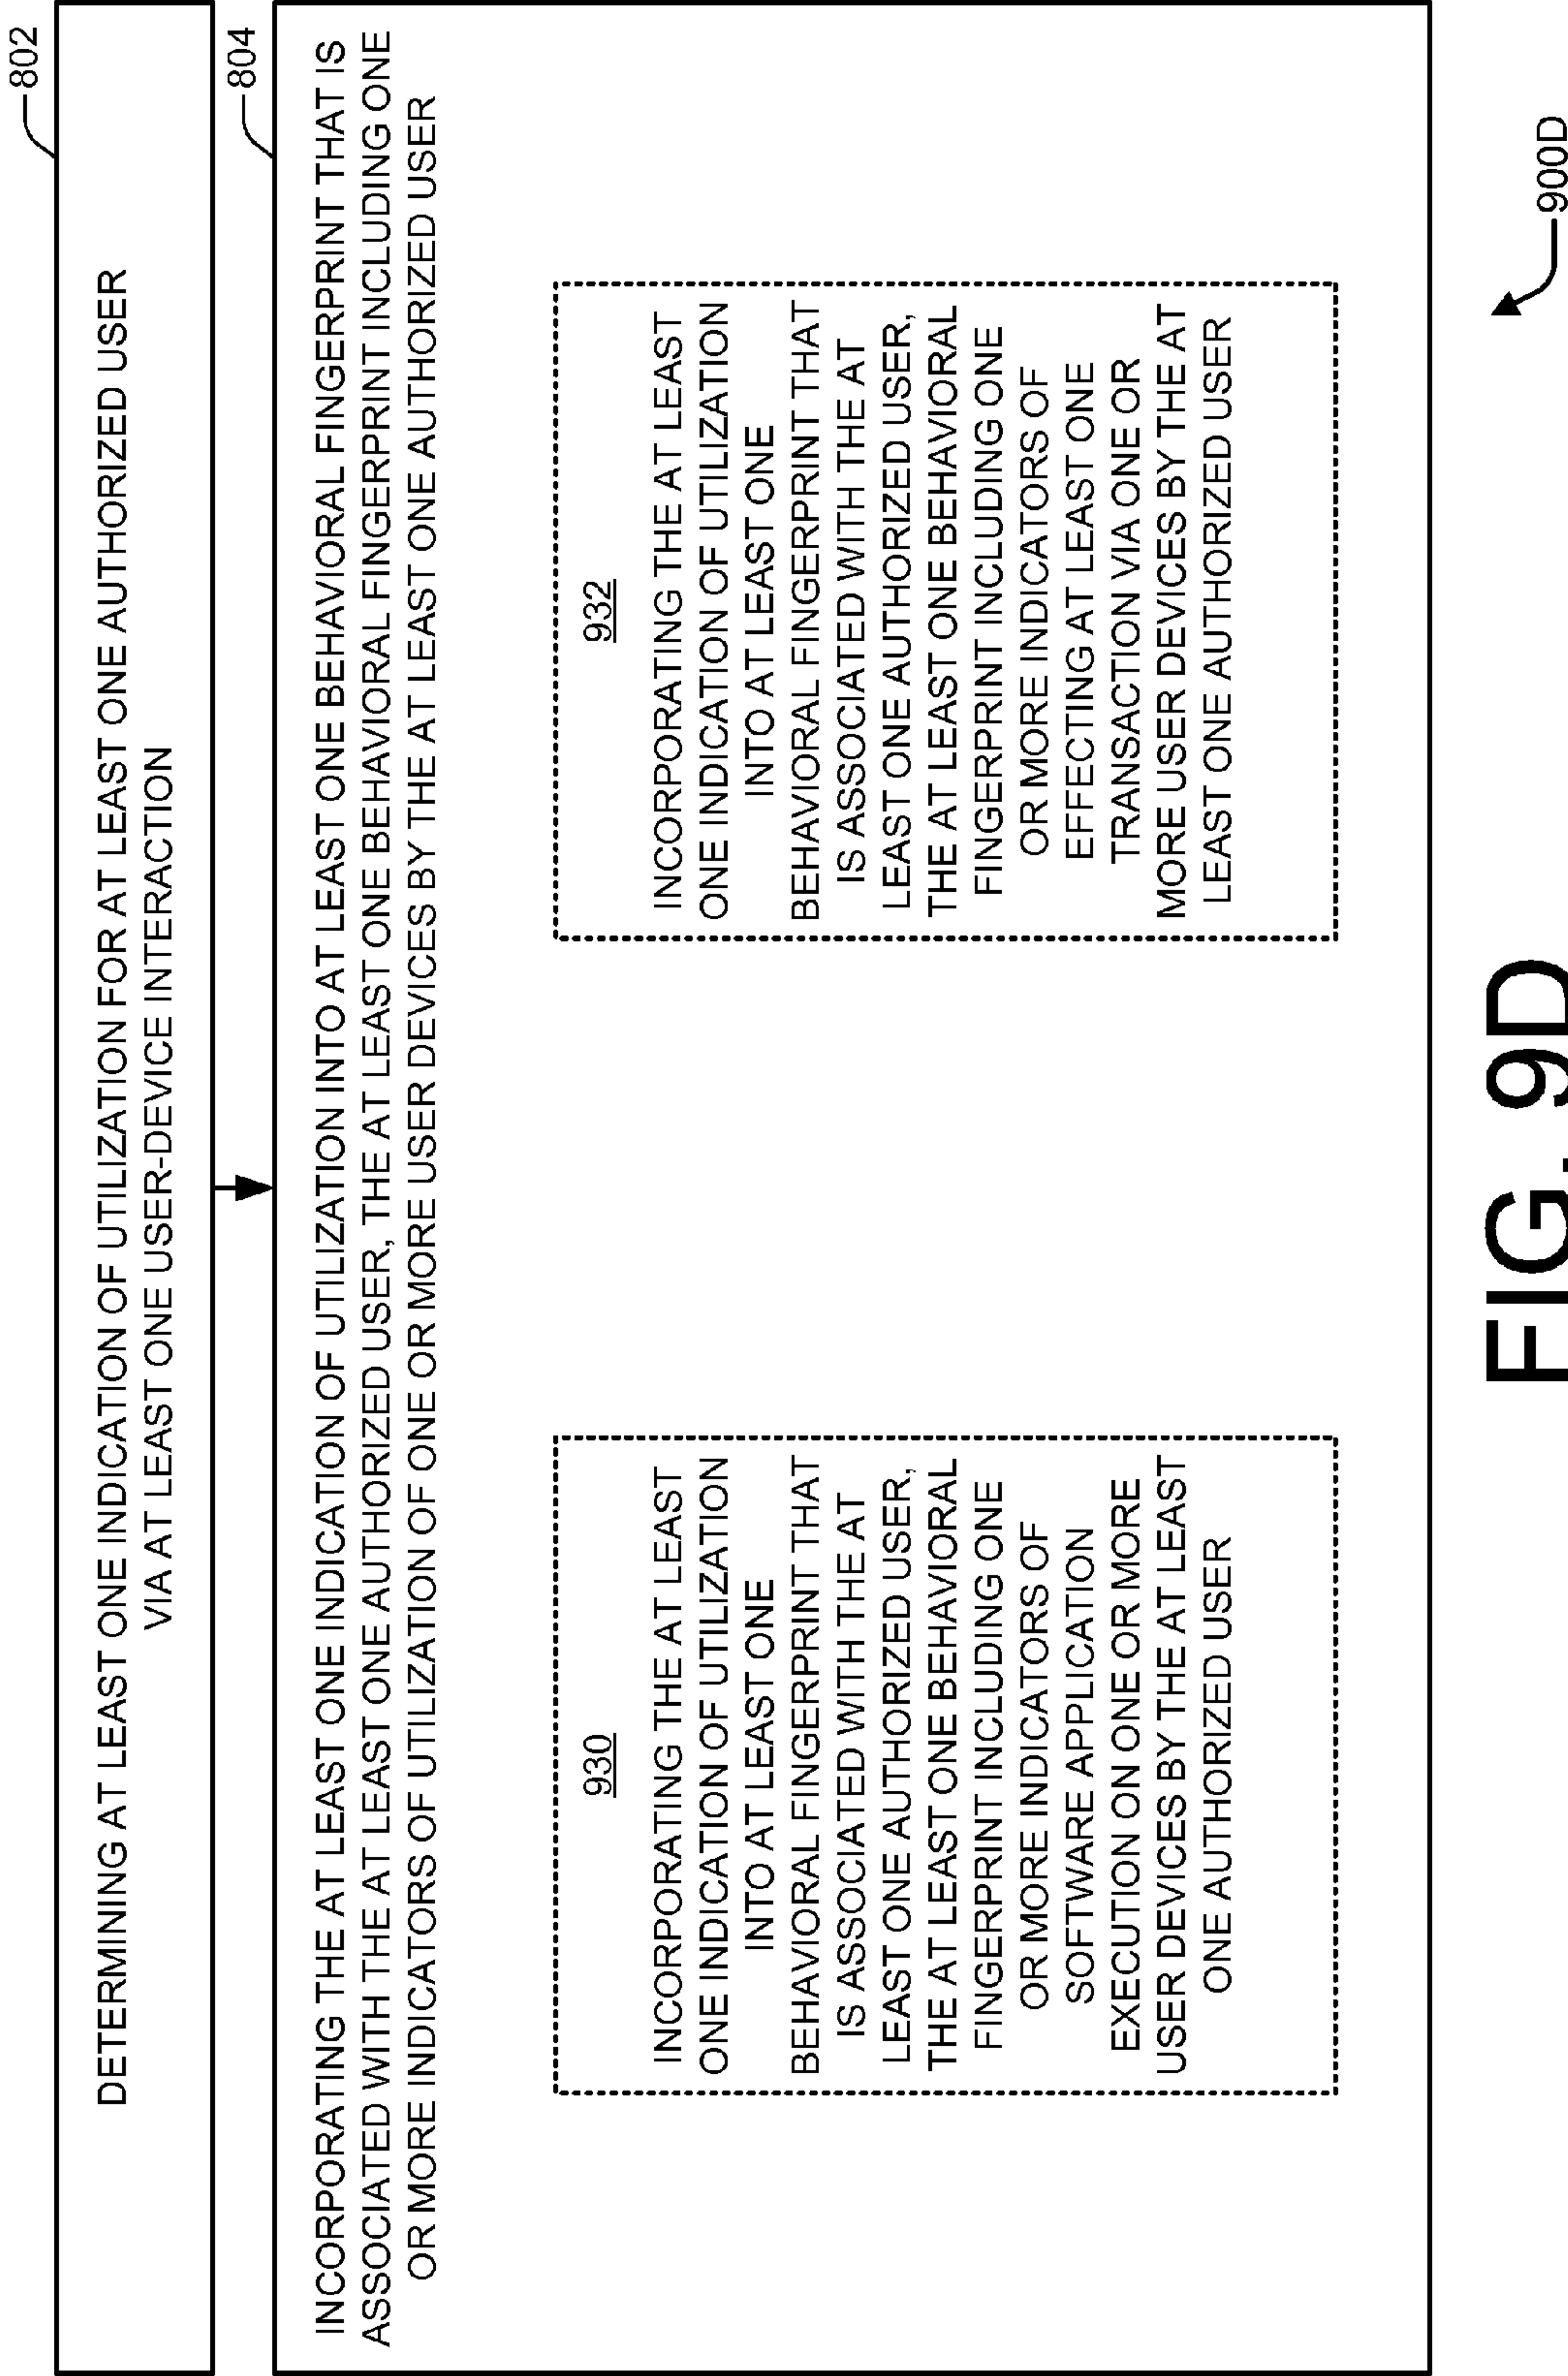 802
DETERMINING AT LEAST ONE INDICATION OF UTILIZATION FOR AT LEAST ONE AUTHORIZED USER
VIA AT LEAST ONE USER-DEVICE INTERACTION
804
INCORPORATING THE AT LEAST ONE INDICATION OF UTILIZATION INTO AT LEAST ONE BEHAVIORAL FINGERPRINT THAT IS
ASSOCIATED WITH THE AT LEAST ONE AUTHORIZED USER, THE AT LEAST ONE BEHAVIORAL FINGERPRINT INCLUDING ONE
OR MORE INDICATORS OF UTILIZATION OF ONE OR MORE USER DEVICES BY THE AT LEAST ONE AUTHORIZED USER
930
INCORPORATING THE AT LEAST
ONE INDICATION OF UTILIZATION
INTO AT LEAST ONE
BEHAVIORAL FINGERPRINT THAT
IS ASSOCIATED WITH THE AT
LEAST ONE AUTHORIZED USER,
THE AT LEAST ONE BEHAVIORAL
FINGERPRINT INCLUDING ONE
OR MORE INDICATORS OF
SOFTWARE APPLICATION
EXECUTION ON ONE OR MORE
USER DEVICES BY THE AT LEAST
ONE AUTHORIZED USER
932
INCORPORATING THE AT LEAST
ONE INDICATION OF UTILIZATION
INTO AT LEAST ONE
BEHAVIORAL FINGERPRINT THAT
IS ASSOCIATED WITH THE AT
LEAST ONE AUTHORIZED USER,
THE AT LEAST ONE BEHAVIORAL
FINGERPRINT INCLUDING ONE
OR MORE INDICATORS OF
EFFECTING AT LEAST ONE
TRANSACTION VIA ONE OR
MORE USER DEVICES BY THE AT
LEAST ONE AUTHORIZED USER
900D
FIG. 9D